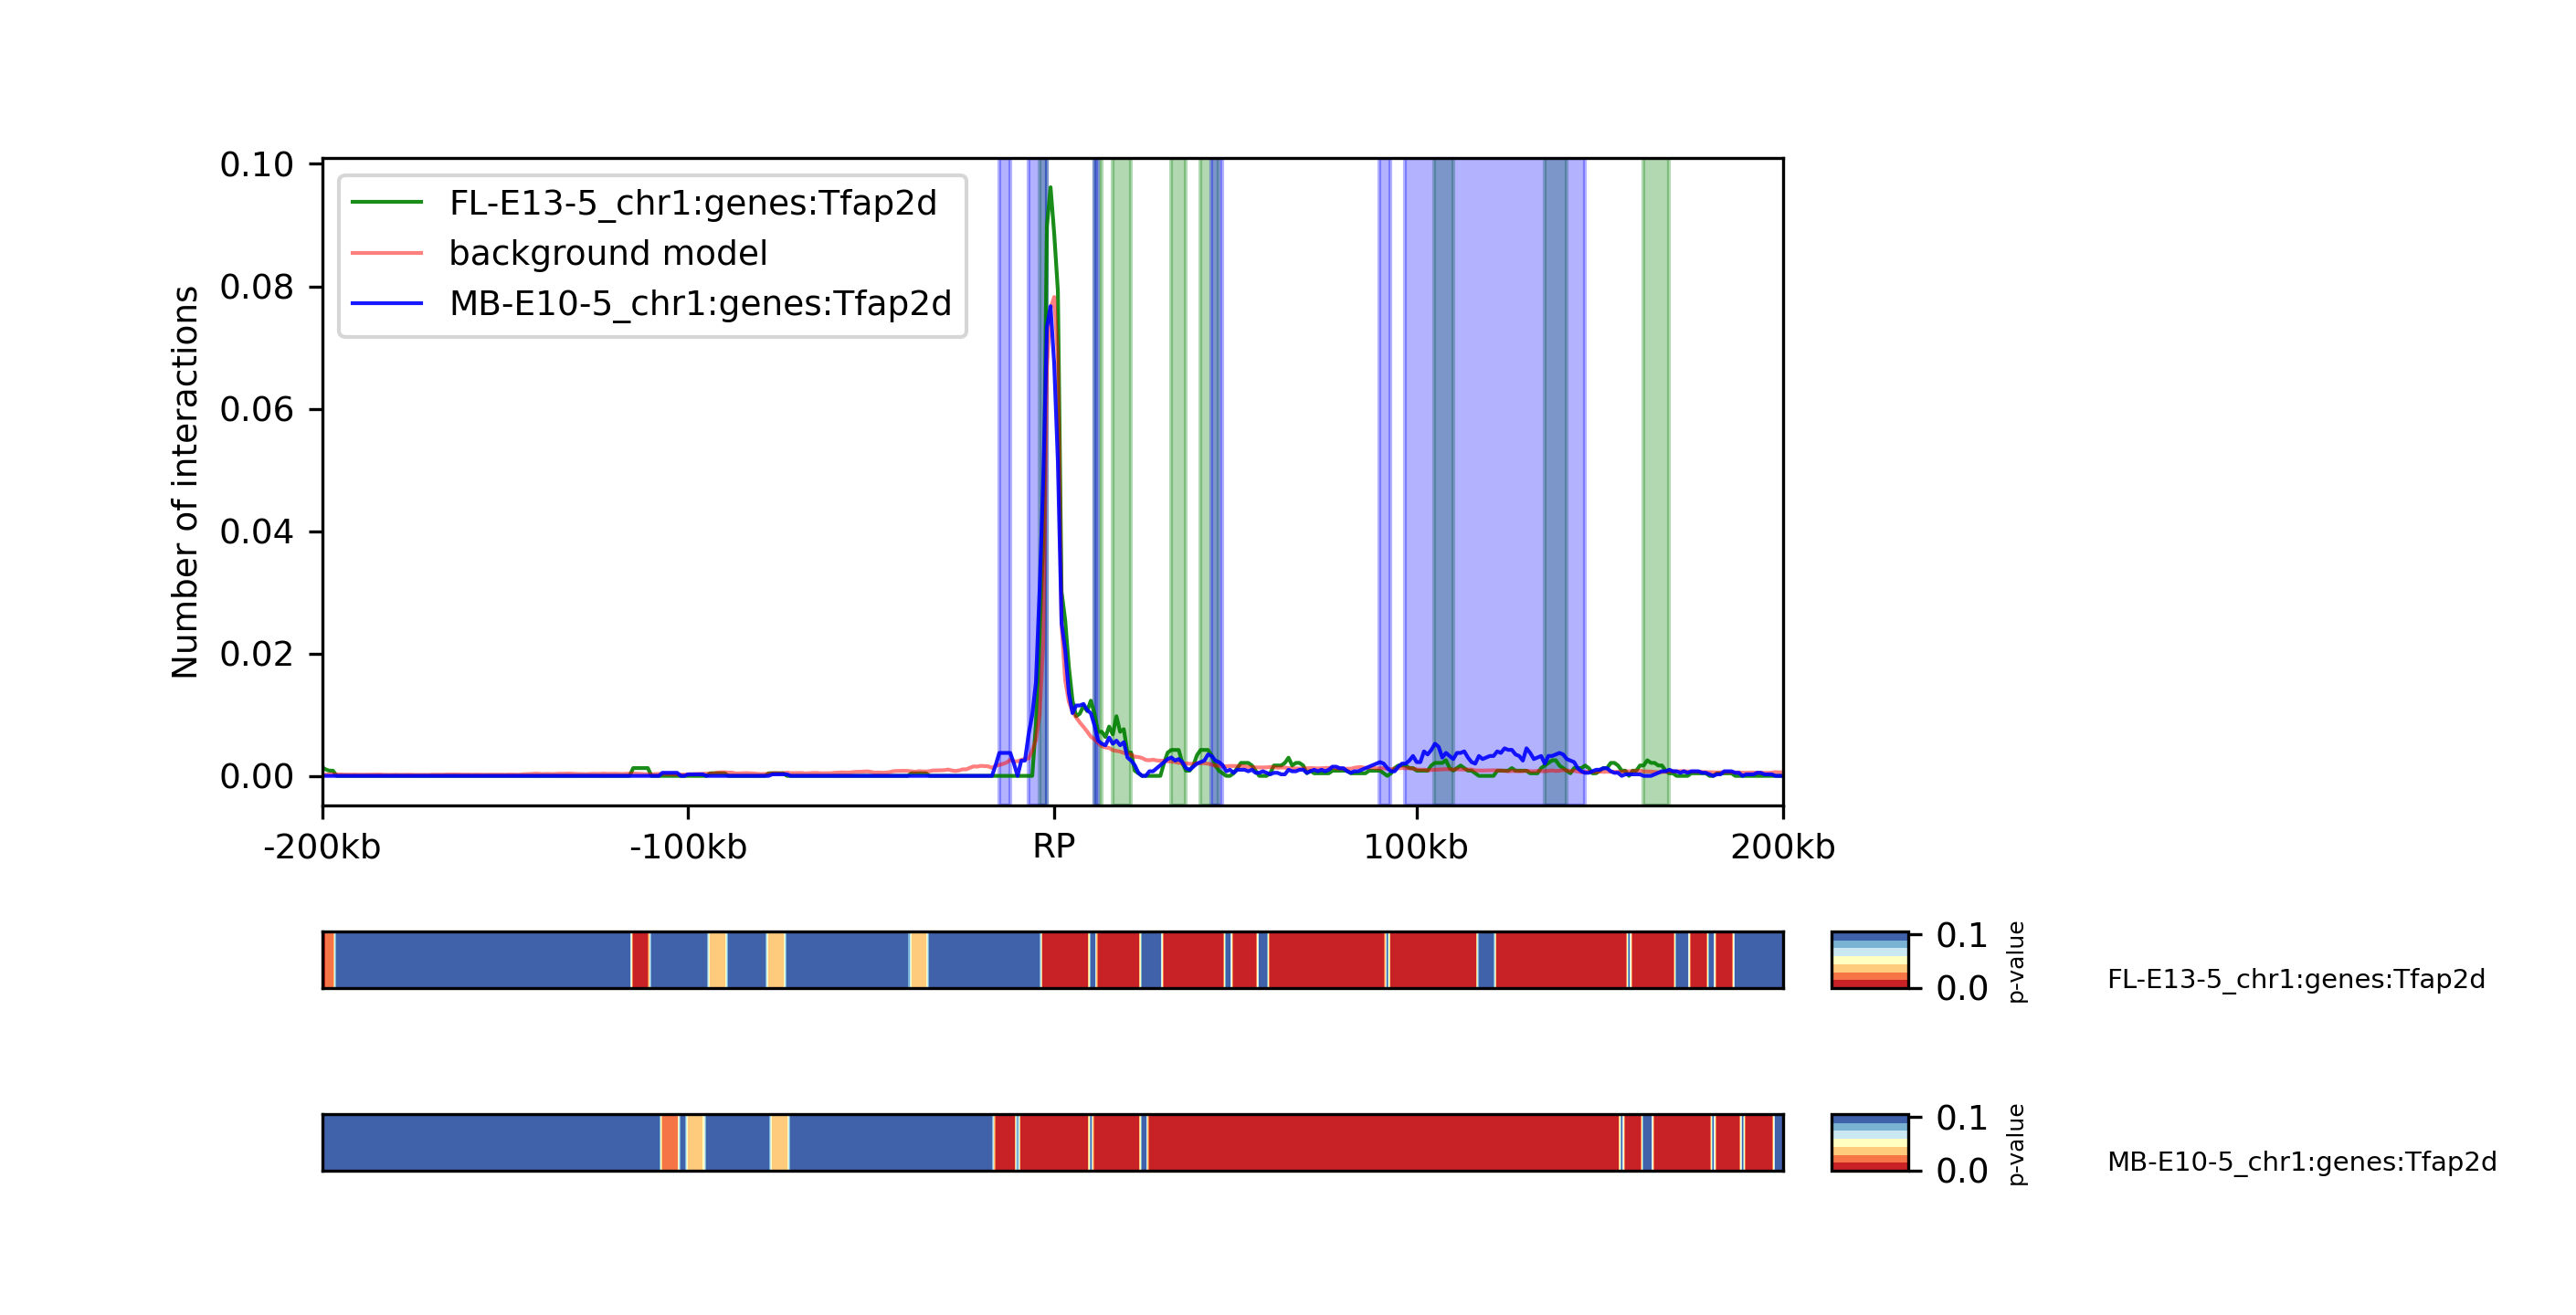 0.10
0.08
0.06
0.04
0.02
0.00
Number of interactions
FL-E13-5_chr1:genes:Tfap2d
background model
MB-E10-5_chr1:genes:Tfap2d
-200kb
-100kb
RP
100kb
200kb
0.1
0.0
p-value
FL-E13-5_chr1:genes:Tfap2d
0.1
0.0
p-value
MB-E10-5_chr1:genes:Tfap2d